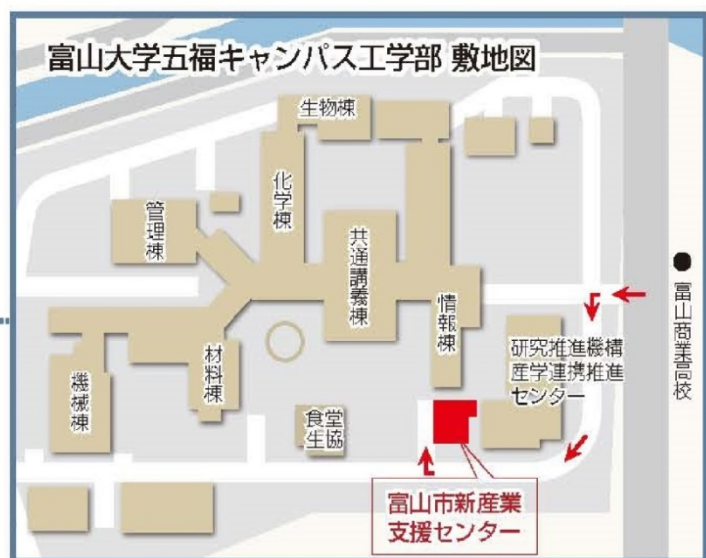 富山大学五福キャンパス工学部 敷地図
生物棟
化学棟
管理棟
共通講義棟
情報棟
富山商業高校
研究推進機構
産学連携推進
センター
材料棟
機械棟
食堂
生協
富山市新産業
支援センター